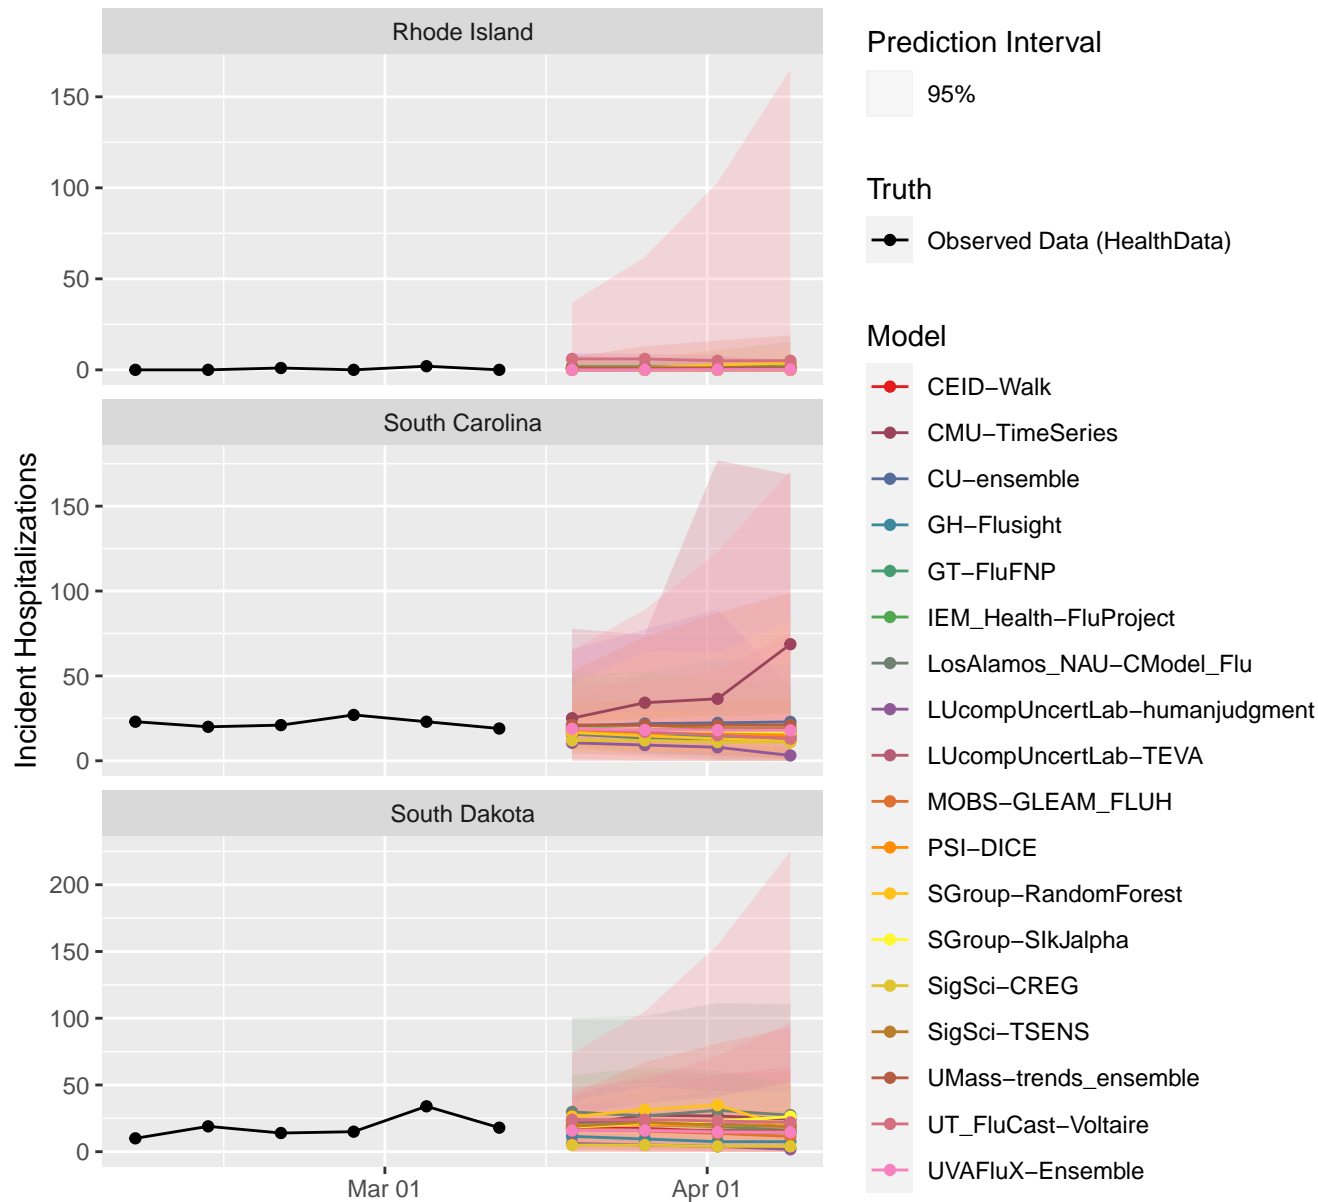 Rhode Island
150
100
50
0
South Carolina
150
100
50
0
South Dakota
200
150
100
50
0
Mar 01
Apr 01
Incident Hospitalizations
Prediction Interval
95%
Truth
Observed Data (HealthData)
Model
CEID−Walk
CMU−TimeSeries
CU−ensemble
GH−Flusight
GT−FluFNP
IEM_Health−FluProject
LosAlamos_NAU−CModel_Flu
LUcompUncertLab−humanjudgment
LUcompUncertLab−TEVA
MOBS−GLEAM_FLUH
PSI−DICE
SGroup−RandomForest
SGroup−SIkJalpha
SigSci−CREG
SigSci−TSENS
UMass−trends_ensemble
UT_FluCast−Voltaire
UVAFluX−Ensemble